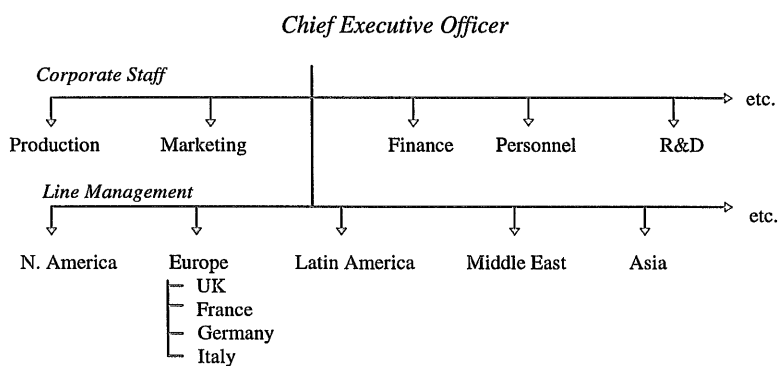 Chief Executive Officer
Corporate Staff
etc.
Production Marketing Finance Personnel R&D
Line Management
etc.
N. America Europe Latin America Middle East Asia
UK
France
Germany
Italy